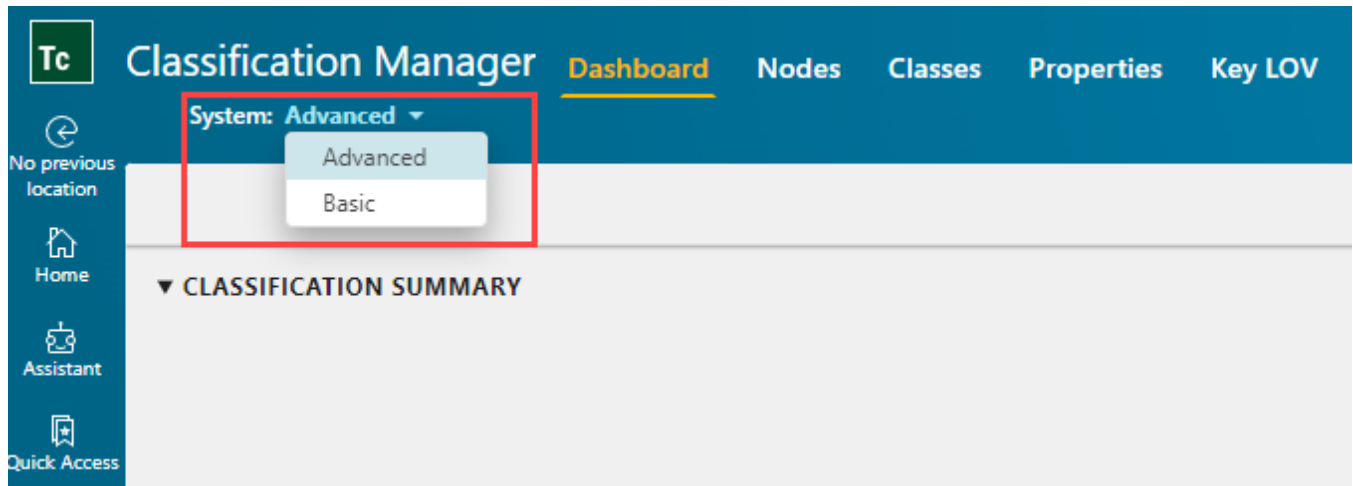 Tc
Classification Manager Dashboard Nodes Classes Properties Key LOV
System: Advanced
Advanced
Basic
No previous
location
Home
Assistant
Quick Access
CLASSIFICATION SUMMARY